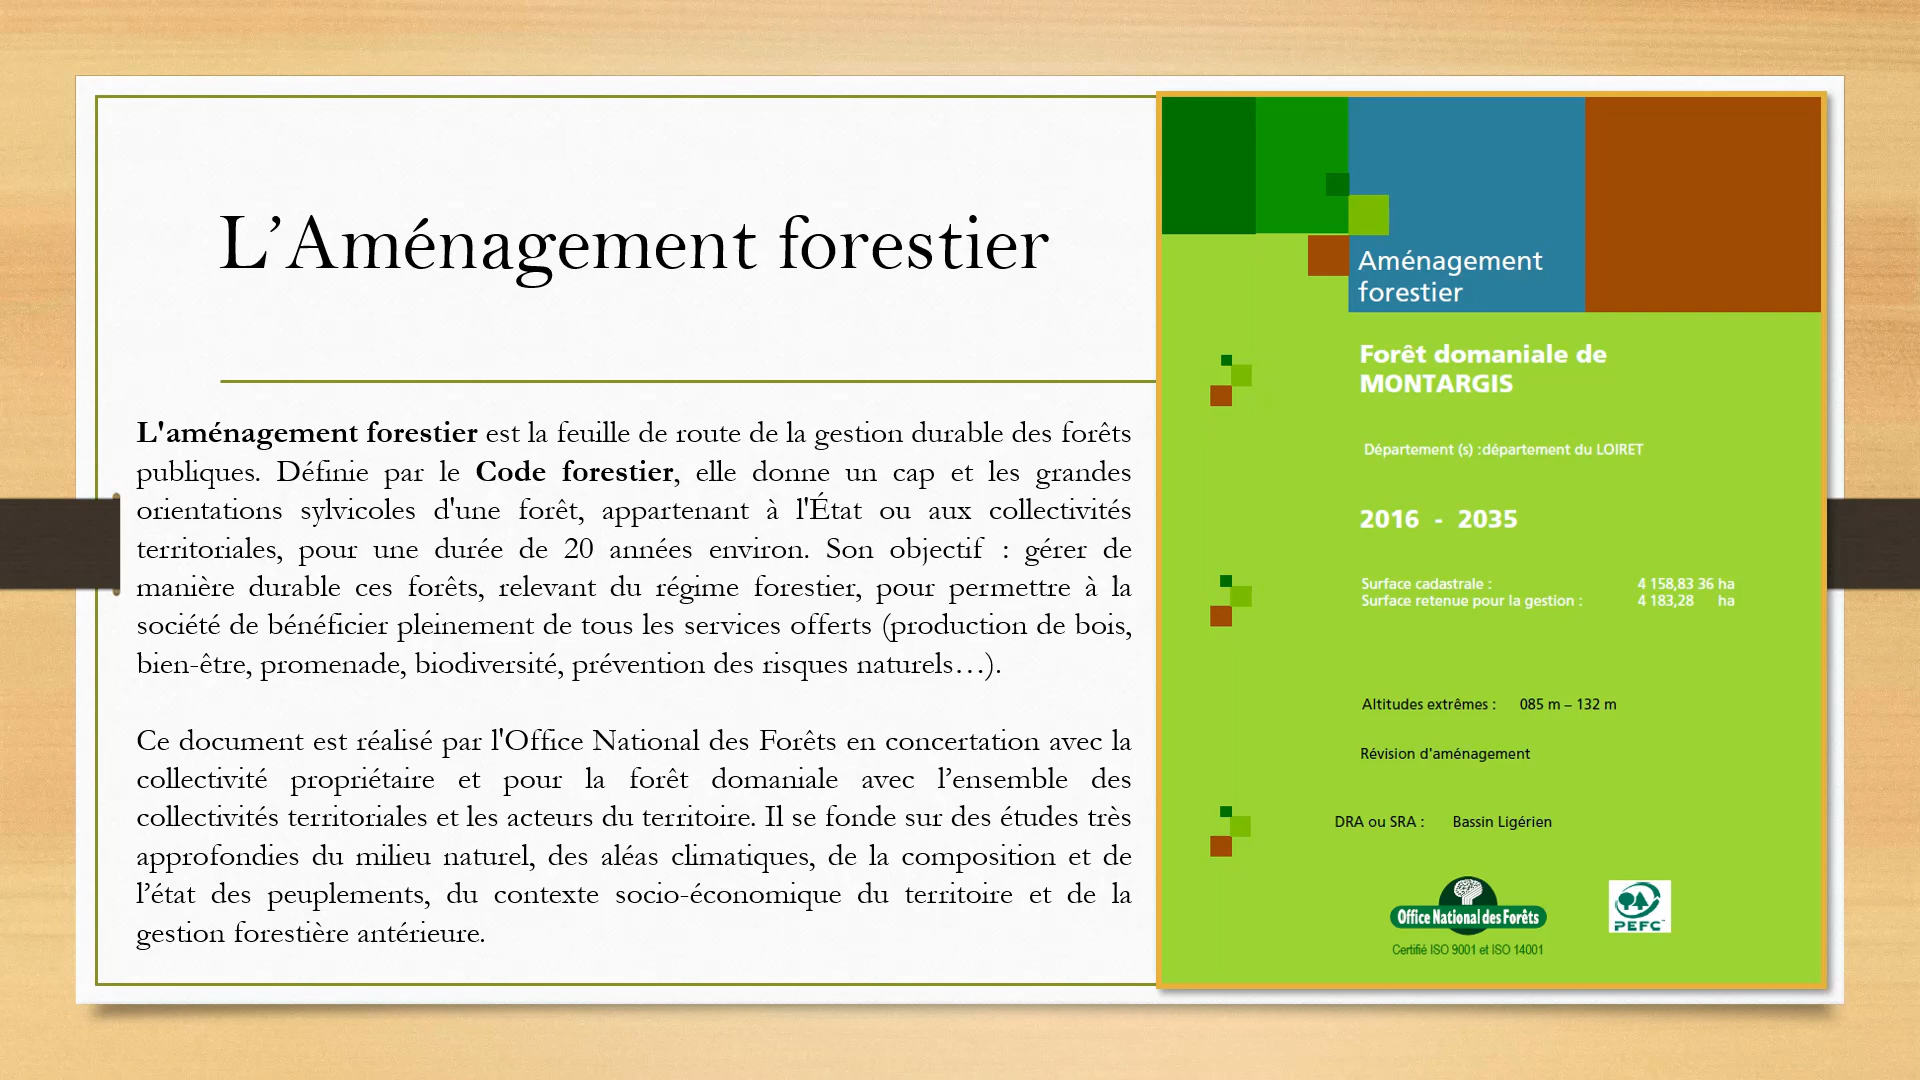 L’Aménagement forestier
L'aménagement forestier est la feuille de route de la gestion durable des forêts
publiques. Définie par le Code forestier, elle donne un cap et les grandes
orientations sylvicoles d'une forêt, appartenant à l'État ou aux collectivités
territoriales, pour une durée de 20 années environ. Son objectif : gérer de
manière durable ces forêts, relevant du régime forestier, pour permettre à la
société de bénéficier pleinement de tous les services offerts (production de bois,
bien-être, promenade, biodiversité, prévention des risques naturels…).
Ce document est réalisé par l'Office National des Forêts en concertation avec la
collectivité propriétaire et pour la forêt domaniale avec l’ensemble des
collectivités territoriales et les acteurs du territoire. Il se fonde sur des études très
approfondies du milieu naturel, des aléas climatiques, de la composition et de
l’état des peuplements, du contexte socio-économique du territoire et de la
gestion forestière antérieure.
Aménagement
forestier
Forêt domaniale de
MONTARGIS
Département (s) :département du LOIRET
2016 - 2035
Surface cadastrale : 4 158,83 36 ha
Surface retenue pour la gestion : 4 183,28 ha
Altitudes extrêmes : 085 m – 132 m
Révision d'aménagement
DRA ou SRA : Bassin Ligérien
Office National des Forêts
Certifié ISO 9001 et ISO 14001
PEFC